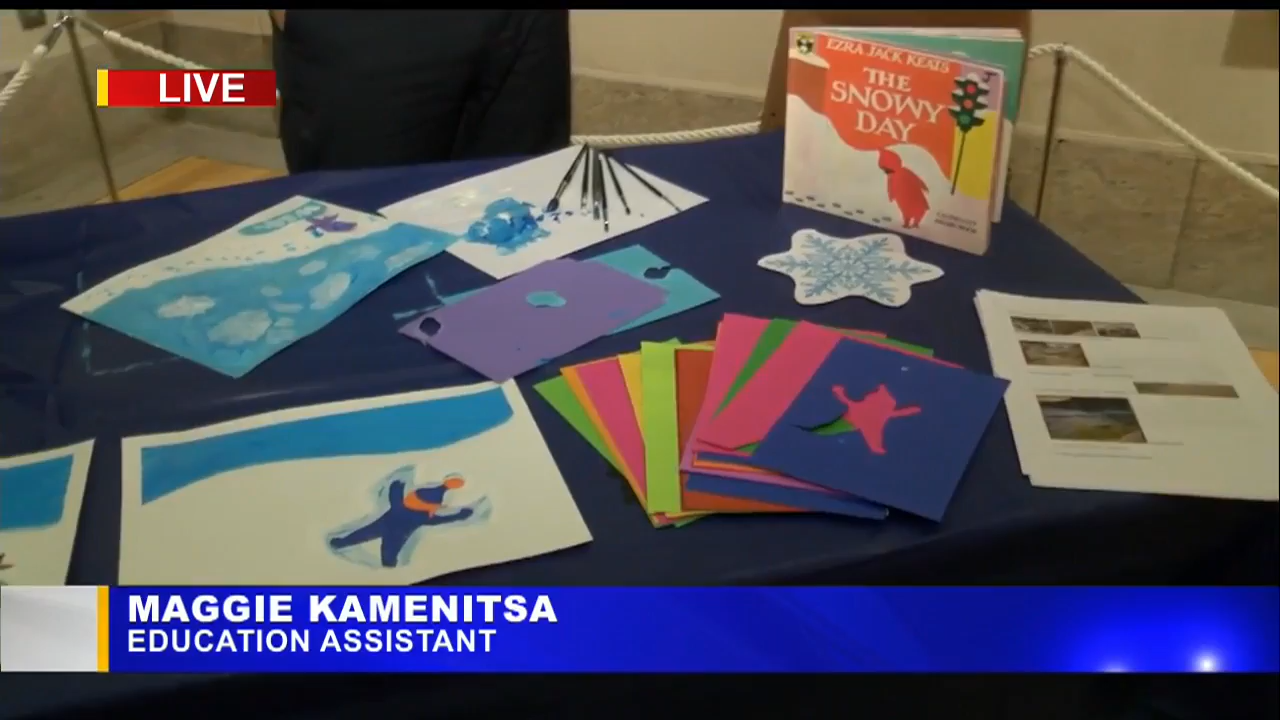 LIVE
EZRA JACK KEATS
THE
SNOWY
DAY
MAGGIE KAMENITSA
EDUCATION ASSISTANT